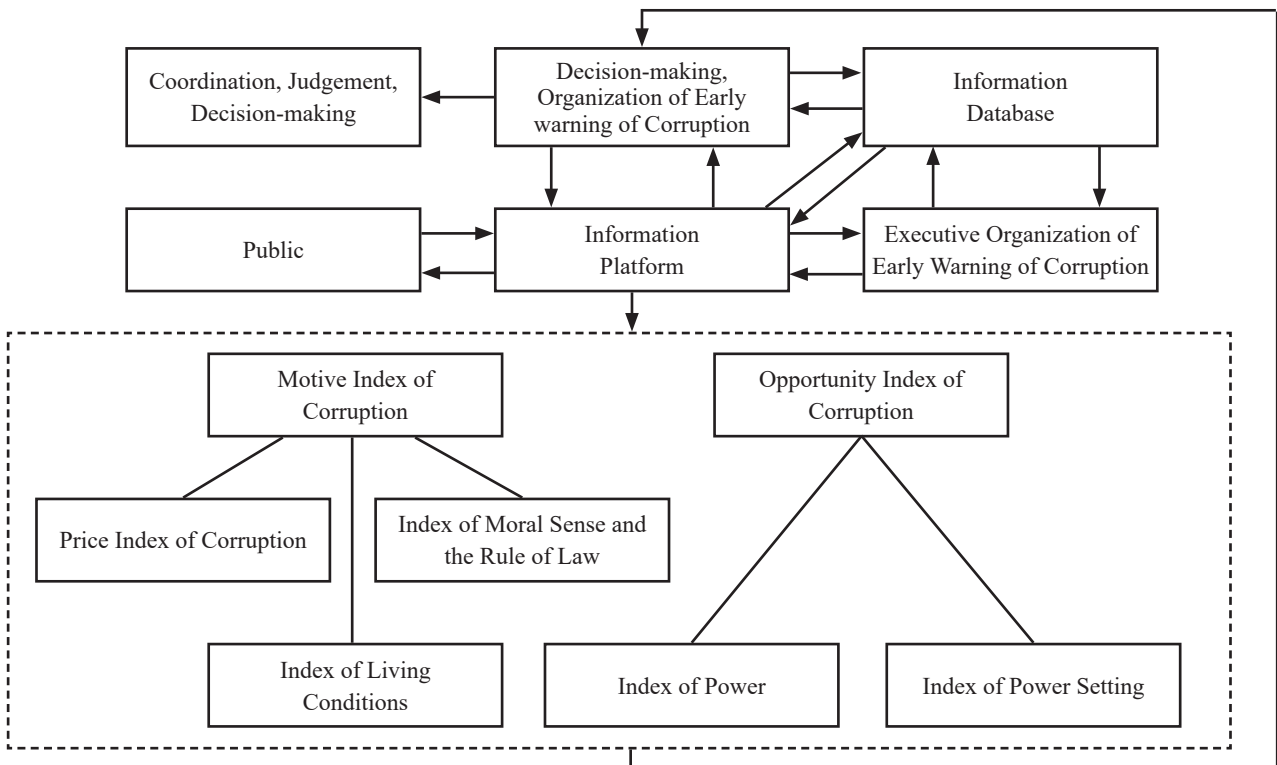 Coordination, Judgement,
Decision-making
Decision-making,
Organization of Early
warning of Corruption
Information
Database
Public
Information
Platform
Executive Organization of
Early Warning of Corruption
Motive Index of
Corruption
Opportunity Index of
Corruption
Price Index of Corruption
Index of Moral Sense and
the Rule of Law
Index of Living
Conditions
Index of Power
Index of Power Setting